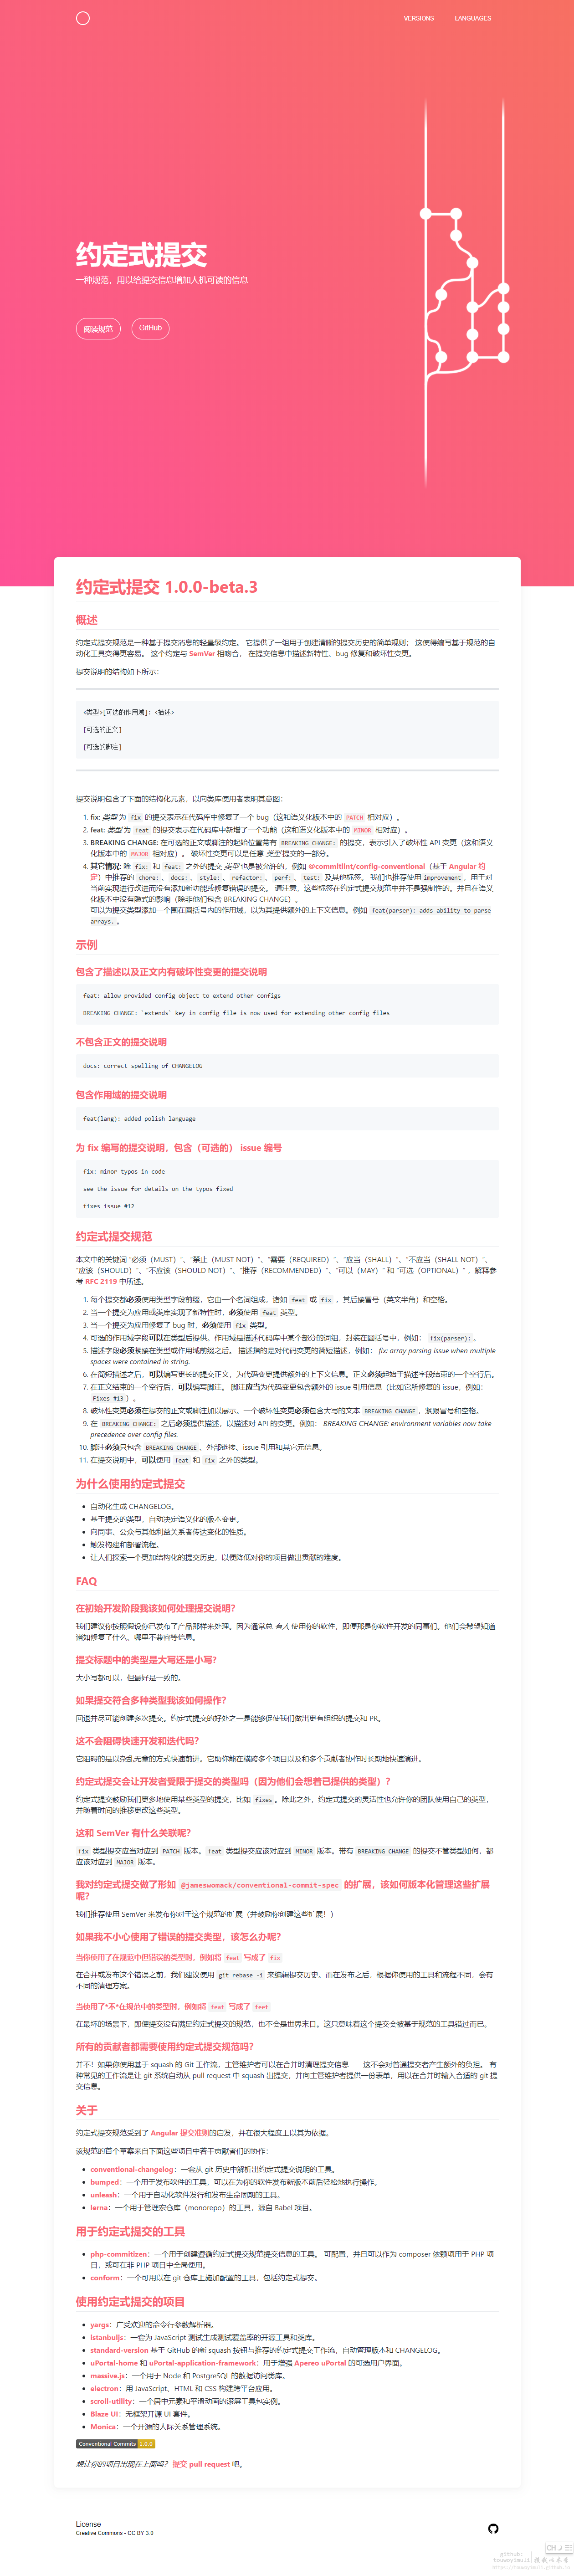 VERSIONS LANGUAGES
约定式提交
一种规范，用以给提交信息增加人机可读的信息
阅读规范 GitHub
约定式提交 1.0.0-beta.3
概述
约定式提交规范是一种基于提交消息的轻量级约定。 它提供了一组用于创建清晰的提交历史的简单规则； 这使得编写基于规范的自
动化工具变得更容易。 这个约定与 SemVer 相吻合， 在提交信息中描述新特性、bug 修复和破坏性变更。
提交说明的结构如下所示：
<类型>[可选的作用域]: <描述>
[可选的正文]
[可选的脚注]
提交说明包含了下面的结构化元素，以向类库使用者表明其意图：
1. fix: 类型 为 fix 的提交表示在代码库中修复了一个 bug（这和语义化版本中的 PATCH 相对应）。
2. feat: 类型 为 feat 的提交表示在代码库中新增了一个功能（这和语义化版本中的 MINOR 相对应）。
3. BREAKING CHANGE: 在可选的正文或脚注的起始位置带有 BREAKING CHANGE: 的提交，表示引入了破坏性 API 变更（这和语义
化版本中的 MAJOR 相对应）。 破坏性变更可以是任意 类型 提交的一部分。
4. 其它情况: 除 fix: 和 feat: 之外的提交 类型 也是被允许的，例如 @commitlint/config-conventional（基于 Angular 约
定）中推荐的 chore:、 docs:、 style:、 refactor:、 perf:、 test: 及其他标签。 我们也推荐使用 improvement ，用于对
当前实现进行改进而没有添加新功能或修复错误的提交。 请注意，这些标签在约定式提交规范中并不是强制性的。并且在语义
化版本中没有隐式的影响（除非他们包含 BREAKING CHANGE）。
可以为提交类型添加一个围在圆括号内的作用域，以为其提供额外的上下文信息。例如 feat(parser): adds ability to parse
arrays. 。
示例
包含了描述以及正文内有破坏性变更的提交说明
feat: allow provided config object to extend other configs
BREAKING CHANGE: `extends` key in config file is now used for extending other config files
不包含正文的提交说明
docs: correct spelling of CHANGELOG
包含作用域的提交说明
feat(lang): added polish language
为 fix 编写的提交说明，包含（可选的） issue 编号
fix: minor typos in code
see the issue for details on the typos fixed
fixes issue #12
约定式提交规范
本文中的关键词 “必须（MUST）”、“禁止（MUST NOT）”、“需要（REQUIRED）”、“应当（SHALL）”、“不应当（SHALL NOT）”、
“应该（SHOULD）”、“不应该（SHOULD NOT）”、“推荐（RECOMMENDED）”、“可以（MAY）” 和 “可选（OPTIONAL）” ，解释参
考 RFC 2119 中所述。
1. 每个提交都必须使用类型字段前缀，它由一个名词组成，诸如 feat 或 fix ，其后接冒号（英文半角）和空格。
2. 当一个提交为应用或类库实现了新特性时，必须使用 feat 类型。
3. 当一个提交为应用修复了 bug 时，必须使用 fix 类型。
4. 可选的作用域字段可以在类型后提供。作用域是描述代码库中某个部分的词组，封装在圆括号中，例如： fix(parser): 。
5. 描述字段必须紧接在类型或作用域前缀之后。 描述指的是对代码变更的简短描述，例如： fix: array parsing issue when multiple
spaces were contained in string.
6. 在简短描述之后，可以编写更长的提交正文，为代码变更提供额外的上下文信息。正文必须起始于描述字段结束的一个空行后。
7. 在正文结束的一个空行后，可以编写脚注。 脚注应当为代码变更包含额外的 issue 引用信息（比如它所修复的 issue，例如:
Fixes #13 ）。
8. 破坏性变更必须在提交的正文或脚注加以展示。一个破坏性变更必须包含大写的文本 BREAKING CHANGE ，紧跟冒号和空格。
9. 在 BREAKING CHANGE: 之后必须提供描述，以描述对 API 的变更。例如： BREAKING CHANGE: environment variables now take
precedence over config files.
10. 脚注必须只包含 BREAKING CHANGE 、外部链接、issue 引用和其它元信息。
11. 在提交说明中，可以使用 feat 和 fix 之外的类型。
为什么使用约定式提交
自动化生成 CHANGELOG。
基于提交的类型，自动决定语义化的版本变更。
向同事、公众与其他利益关系者传达变化的性质。
触发构建和部署流程。
让人们探索一个更加结构化的提交历史，以便降低对你的项目做出贡献的难度。
FAQ
在初始开发阶段我该如何处理提交说明?
我们建议你按照假设你已发布了产品那样来处理。因为通常总 有人 使用你的软件，即便那是你软件开发的同事们。他们会希望知道
诸如修复了什么、哪里不兼容等信息。
提交标题中的类型是大写还是小写?
大小写都可以，但最好是一致的。
如果提交符合多种类型我该如何操作?
回退并尽可能创建多次提交。约定式提交的好处之一是能够促使我们做出更有组织的提交和 PR。
这不会阻碍快速开发和迭代吗？
它阻碍的是以杂乱无章的方式快速前进。它助你能在横跨多个项目以及和多个贡献者协作时长期地快速演进。
约定式提交会让开发者受限于提交的类型吗（因为他们会想着已提供的类型）？
约定式提交鼓励我们更多地使用某些类型的提交，比如 fixes 。除此之外，约定式提交的灵活性也允许你的团队使用自己的类型，
并随着时间的推移更改这些类型。
这和 SemVer 有什么关联呢？
fix 类型提交应当对应到 PATCH 版本。 feat 类型提交应该对应到 MINOR 版本。带有 BREAKING CHANGE 的提交不管类型如何，都
应该对应到 MAJOR 版本。
我对约定式提交做了形如 @jameswomack/conventional-commit-spec 的扩展，该如何版本化管理这些扩展
呢？
我们推荐使用 SemVer 来发布你对于这个规范的扩展（并鼓励你创建这些扩展！）
如果我不小心使用了错误的提交类型，该怎么办呢？
当你使用了在规范中但错误的类型时，例如将 feat 写成了 fix
在合并或发布这个错误之前，我们建议使用 git rebase -i 来编辑提交历史。而在发布之后，根据你使用的工具和流程不同，会有
不同的清理方案。
当使用了*不*在规范中的类型时，例如将 feat 写成了 feet
在最坏的场景下，即便提交没有满足约定式提交的规范，也不会是世界末日。这只意味着这个提交会被基于规范的工具错过而已。
所有的贡献者都需要使用约定式提交规范吗？
并不！如果你使用基于 squash 的 Git 工作流，主管维护者可以在合并时清理提交信息——这不会对普通提交者产生额外的负担。 有
种常见的工作流是让 git 系统自动从 pull request 中 squash 出提交，并向主管维护者提供一份表单，用以在合并时输入合适的 git 提
交信息。
关于
约定式提交规范受到了 Angular 提交准则的启发，并在很大程度上以其为依据。
该规范的首个草案来自下面这些项目中若干贡献者们的协作：
conventional-changelog：一套从 git 历史中解析出约定式提交说明的工具。
bumped：一个用于发布软件的工具，可以在为你的软件发布新版本前后轻松地执行操作。
unleash：一个用于自动化软件发行和发布生命周期的工具。
lerna：一个用于管理宏仓库（monorepo）的工具，源自 Babel 项目。
用于约定式提交的工具
php-commitizen：一个用于创建遵循约定式提交规范提交信息的工具。 可配置，并且可以作为 composer 依赖项用于 PHP 项
目，或可在非 PHP 项目中全局使用。
conform：一个可用以在 git 仓库上施加配置的工具，包括约定式提交。
使用约定式提交的项目
yargs：广受欢迎的命令行参数解析器。
istanbuljs：一套为 JavaScript 测试生成测试覆盖率的开源工具和类库。
standard-version 基于 GitHub 的新 squash 按钮与推荐的约定式提交工作流，自动管理版本和 CHANGELOG。
uPortal-home 和 uPortal-application-framework：用于增强 Apereo uPortal 的可选用户界面。
massive.js：一个用于 Node 和 PostgreSQL 的数据访问类库。
electron：用 JavaScript、HTML 和 CSS 构建跨平台应用。
scroll-utility：一个居中元素和平滑动画的滚屏工具包实例。
Blaze UI：无框架开源 UI 套件。
Monica：一个开源的人际关系管理系统。
Conventional Commits 1.0.0
想让你的项目出现在上面吗? 提交 pull request 吧。
License
Creative Commons - CC BY 3.0